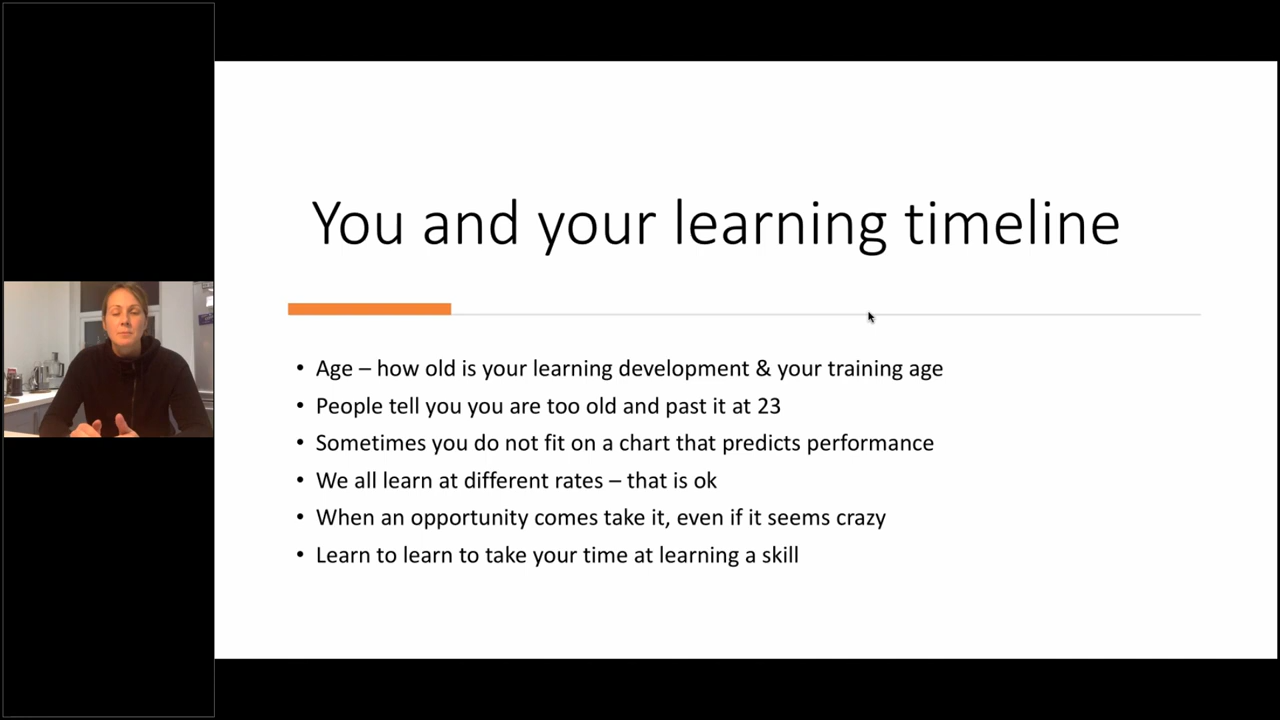 You and your learning timeline
• Age – how old is your learning development & your training age
• People tell you you are too old and past it at 23
• Sometimes you do not fit on a chart that predicts performance
• We all learn at different rates – that is ok
• When an opportunity comes take it, even if it seems crazy
• Learn to learn to take your time at learning a skill